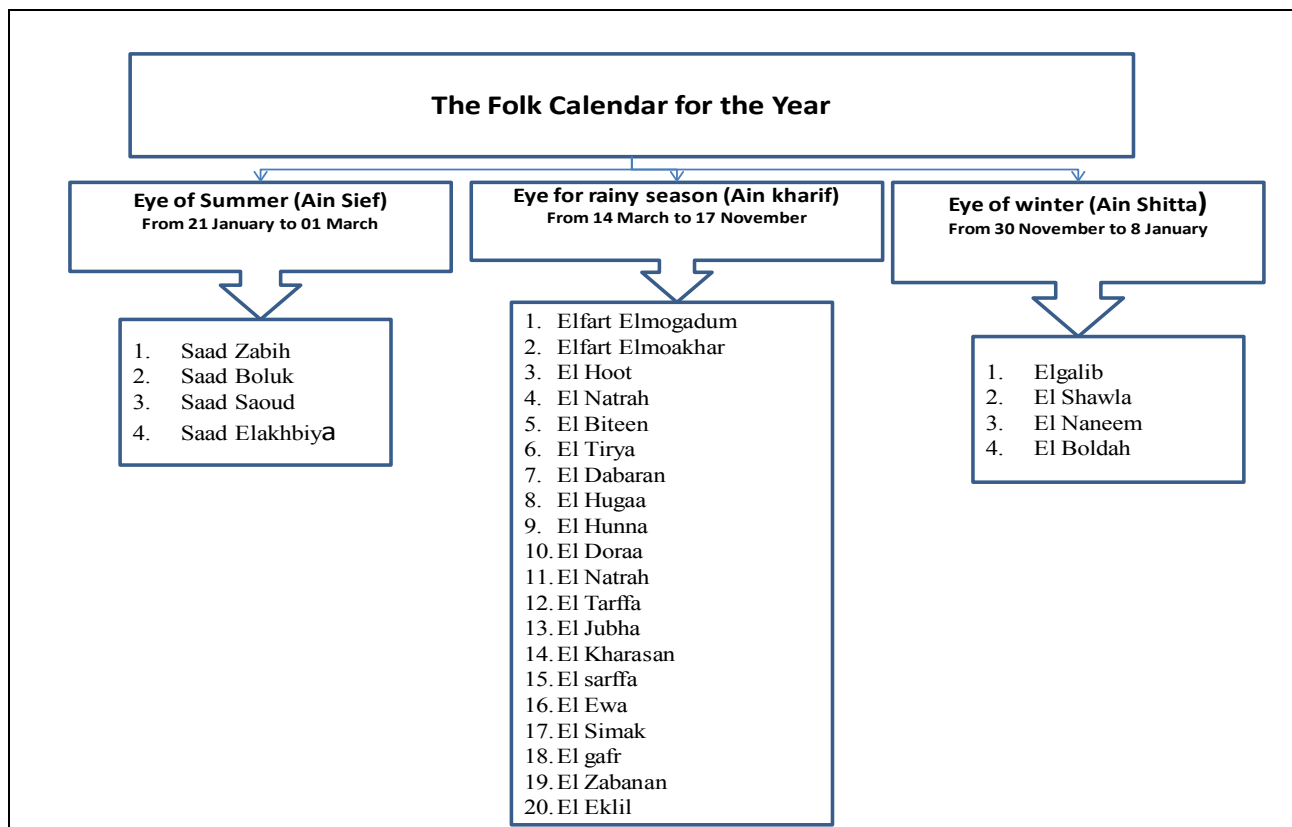 The Folk Calendar for the Year
Eye of Summer (Ain Sief)
From 21 January to 01 March
1. Saad Zabih
2. Saad Boluk
3. Saad Saoud
4. Saad Elakhbiya
Eye for rainy season (Ain kharif)
From 14 March to 17 November
1. Elfart Elmogadum
2. Elfart Elmoakhar
3. El Hoot
4. El Natrah
5. El Biteen
6. El Tirya
7. El Dabaran
8. El Hugaa
9. El Hunna
10. El Doraa
11. El Natrah
12. El Tarffa
13. El Jubha
14. El Kharasan
15. El sarffa
16. El Ewa
17. El Simak
18. El gafr
19. El Zabanan
20. El Eklil
Eye of winter (Ain Shitta)
From 30 November to 8 January
1. Elgalib
2. El Shawla
3. El Naneem
4. El Boldah